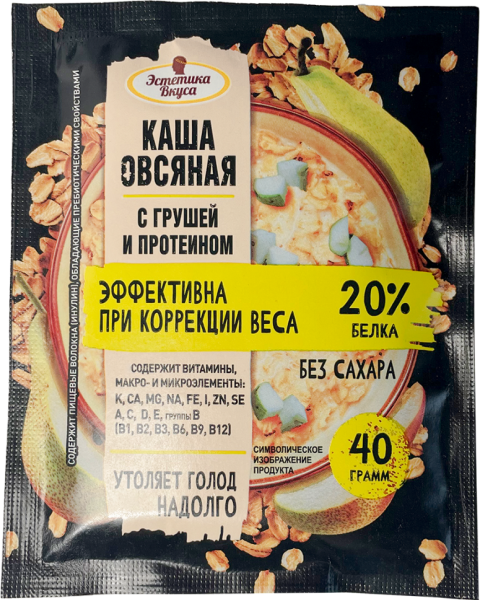 Эстетика
Вкуса
КАША
ОВСЯНАЯ
С ГРУШЕЙ
И ПРОТЕИНОМ
ЭФФЕКТИВНА
ПРИ КОРРЕКЦИИ ВЕСА
20%
БЕЛКА
БЕЗ САХАРА
СОДЕРЖИТ ВИТАМИНЫ,
МАКРО- И МИКРОЭЛЕМЕНТЫ:
K, CA, MG, NA, FE, I, ZN, SE
A, C, D, E, ГРУППЫ B
(B1, B2, B3, B6, B9, B12)
УТОЛЯЕТ ГОЛОД
НАДОЛГО
СИМВОЛИЧЕСКОЕ
ИЗОБРАЖЕНИЕ
ПРОДУКТА
40
ГРАММ
СОДЕРЖИТ ПИЩЕВЫЕ ВОЛОКНА (ИНУЛИН), ОБЛАДАЮЩИЕ ПРЕБИОТИЧЕСКИМИ СВОЙСТВАМИ